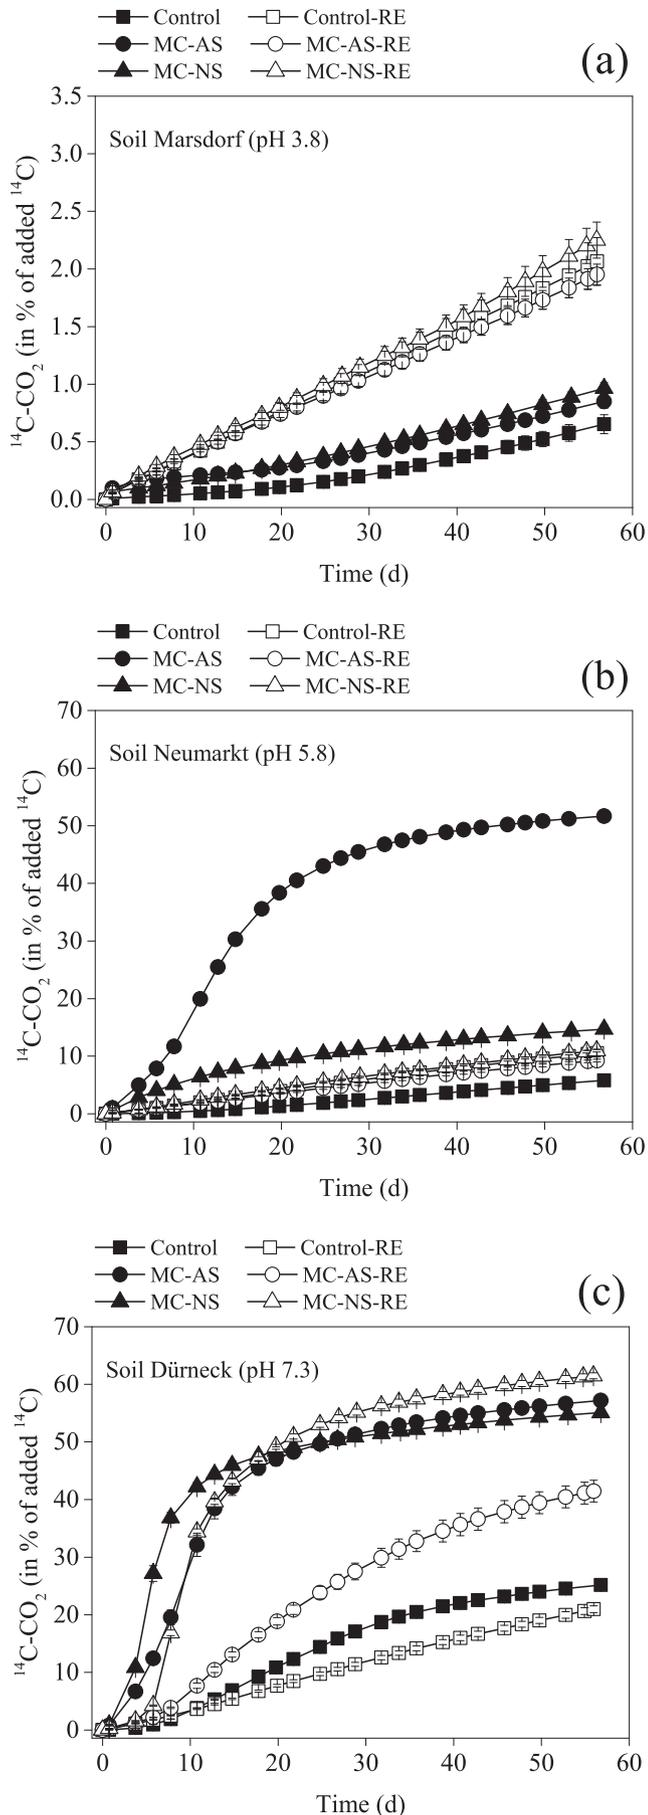 Control Control-RE
MC-AS MC-AS-RE
MC-NS MC-NS-RE
(a)
Soil Marsdorf (pH 3.8)
3.5
3.0
2.5
2.0
1.5
1.0
0.5
0.0
¹⁴C-CO₂ (in % of added ¹⁴C)
0 10 20 30 40 50 60
Time (d)
Control Control-RE
MC-AS MC-AS-RE
MC-NS MC-NS-RE
(b)
Soil Neumarkt (pH 5.8)
70
60
50
40
30
20
10
0
¹⁴C-CO₂ (in % of added ¹⁴C)
0 10 20 30 40 50 60
Time (d)
Control Control-RE
MC-AS MC-AS-RE
MC-NS MC-NS-RE
(c)
Soil Dürneck (pH 7.3)
70
60
50
40
30
20
10
0
¹⁴C-CO₂ (in % of added ¹⁴C)
0 10 20 30 40 50 60
Time (d)